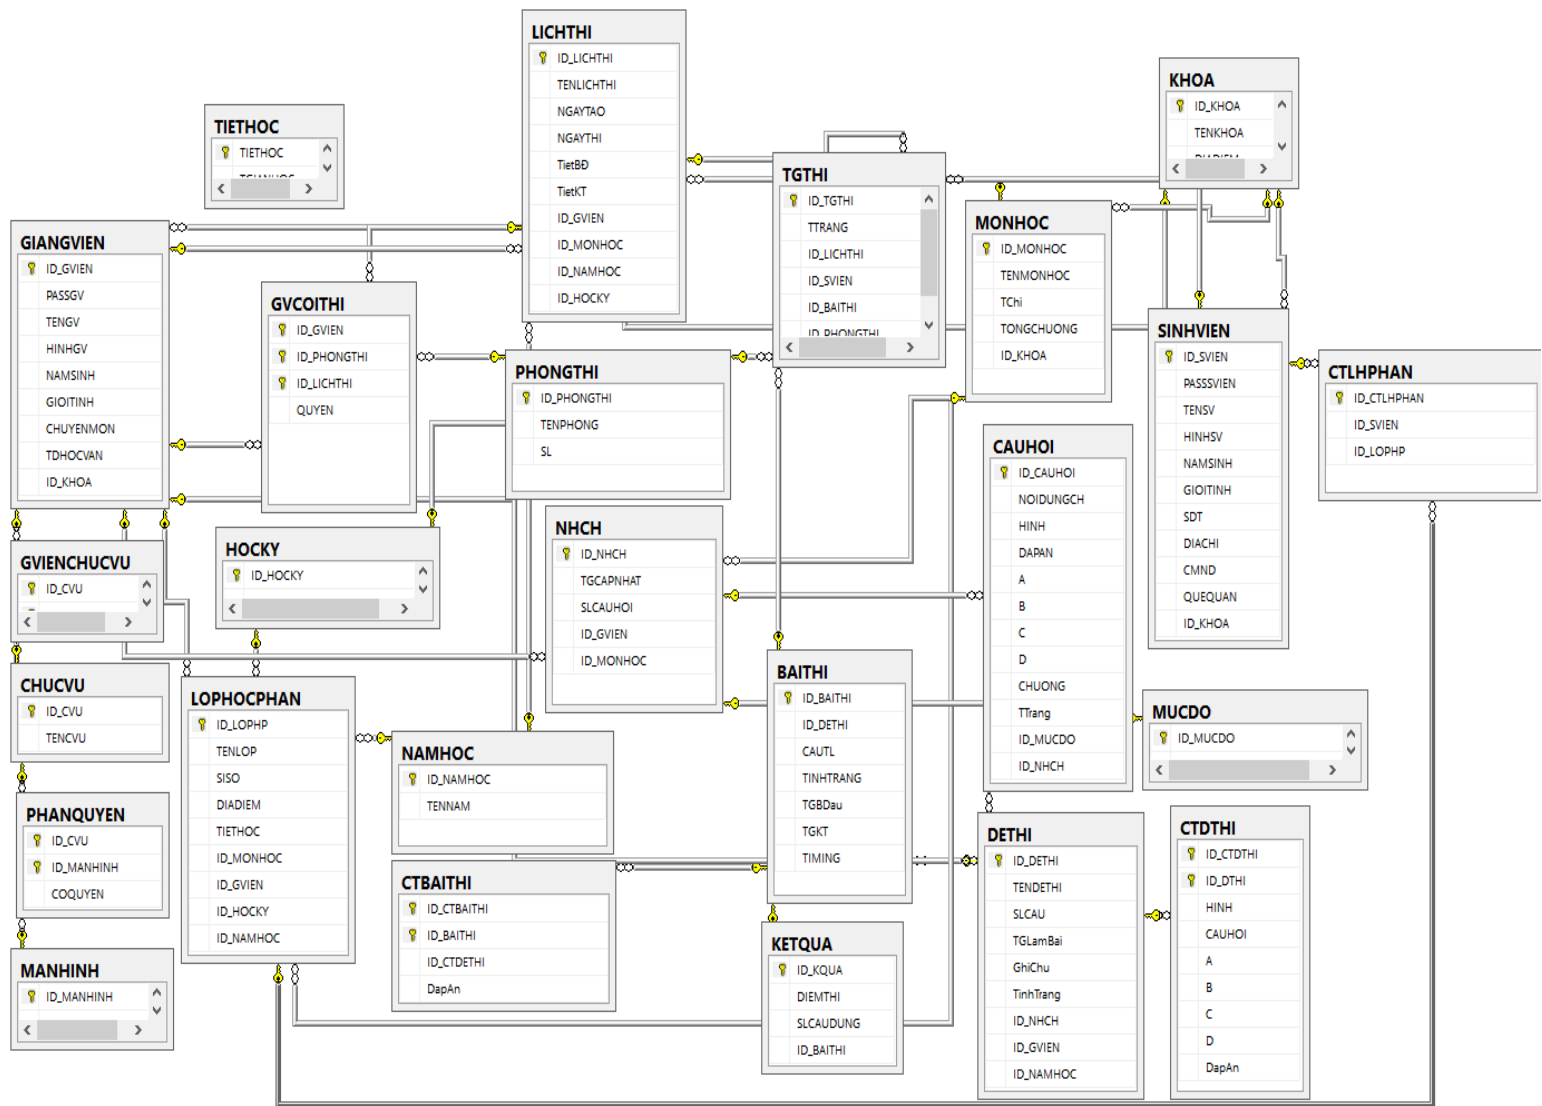 LICHTHI
ID_LICHTHI
TENLICHTHI
NGAYTAO
NGAYTHI
TietBĐ
TietKT
ID_GVIEN
ID_MONHOC
ID_NAMHOC
ID_HOCKY
KHOA
ID_KHOA
TENKHOA
DIADIEM
TIETHOC
TIETHOC
TGIANHOC
TGTHI
ID_TGTHI
TTRANG
ID_LICHTHI
ID_SVIEN
ID_BAITHI
ID_PHONGTHI
MONHOC
ID_MONHOC
TENMONHOC
TChi
TONGCHUONG
ID_KHOA
GIANGVIEN
ID_GVIEN
PASSGV
TENGV
HINHGV
NAMSINH
GIOITINH
CHUYENMON
TDHOCVAN
ID_KHOA
GVCOITHI
ID_GVIEN
ID_PHONGTHI
ID_LICHTHI
QUYEN
SINHVIEN
ID_SVIEN
PASSSVIEN
TENSV
HINHSV
NAMSINH
GIOITINH
SDT
DIACHI
CMND
QUEQUAN
ID_KHOA
CTLHPHAN
ID_CTLHPHAN
ID_SVIEN
ID_LOPHP
PHONGTHI
ID_PHONGTHI
TENPHONG
SL
CAUHOI
ID_CAUHOI
NOIDUNGCH
HINH
DAPAN
A
B
C
D
CHUONG
TTrang
ID_MUCDO
ID_NHCH
NHCH
ID_NHCH
TGCAPNHAT
SLCAUHOI
ID_GVIEN
ID_MONHOC
HOCKY
ID_HOCKY
GVIENCHUCVU
ID_CVU
CHUCVU
ID_CVU
TENCVU
LOPHOCPHAN
ID_LOPHP
TENLOP
SISO
DIADIEM
TIETHOC
ID_MONHOC
ID_GVIEN
ID_HOCKY
ID_NAMHOC
BAITHI
ID_BAITHI
ID_DETHI
CAUTL
TINHTRANG
TGBDau
TGKT
TIMING
MUCDO
ID_MUCDO
NAMHOC
ID_NAMHOC
TENNAM
PHANQUYEN
ID_CVU
ID_MANHINH
COQUYEN
CTBAITHI
ID_CTBAITHI
ID_BAITHI
ID_CTDETHI
DapAn
DETHI
ID_DETHI
TENDETHI
SLCAU
TGLamBai
GhiChu
TinhTrang
ID_NHCH
ID_GVIEN
ID_NAMHOC
CTDTHI
ID_CTDTHI
ID_DTHI
HINH
CAUHOI
A
B
C
D
DapAn
KETQUA
ID_KQUA
DIEMTHI
SLCAUDUNG
ID_BAITHI
MANHINH
ID_MANHINH